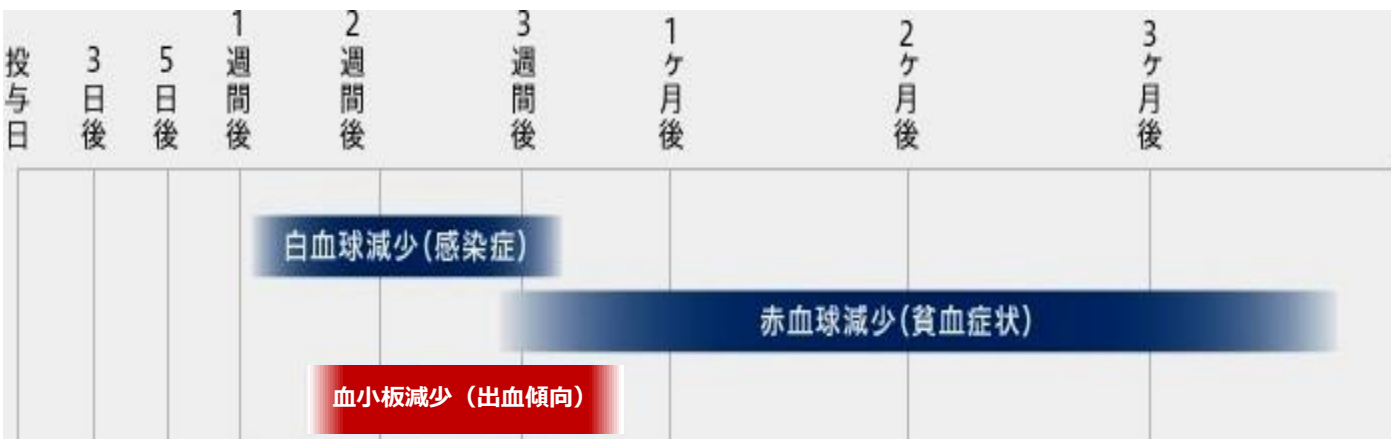 投与日
3日後
5日後
1週間後
2週間後
3週間後
1ヶ月後
2ヶ月後
3ヶ月後
白血球減少(感染症)
赤血球減少(貧血症状)
血小板減少（出血傾向）